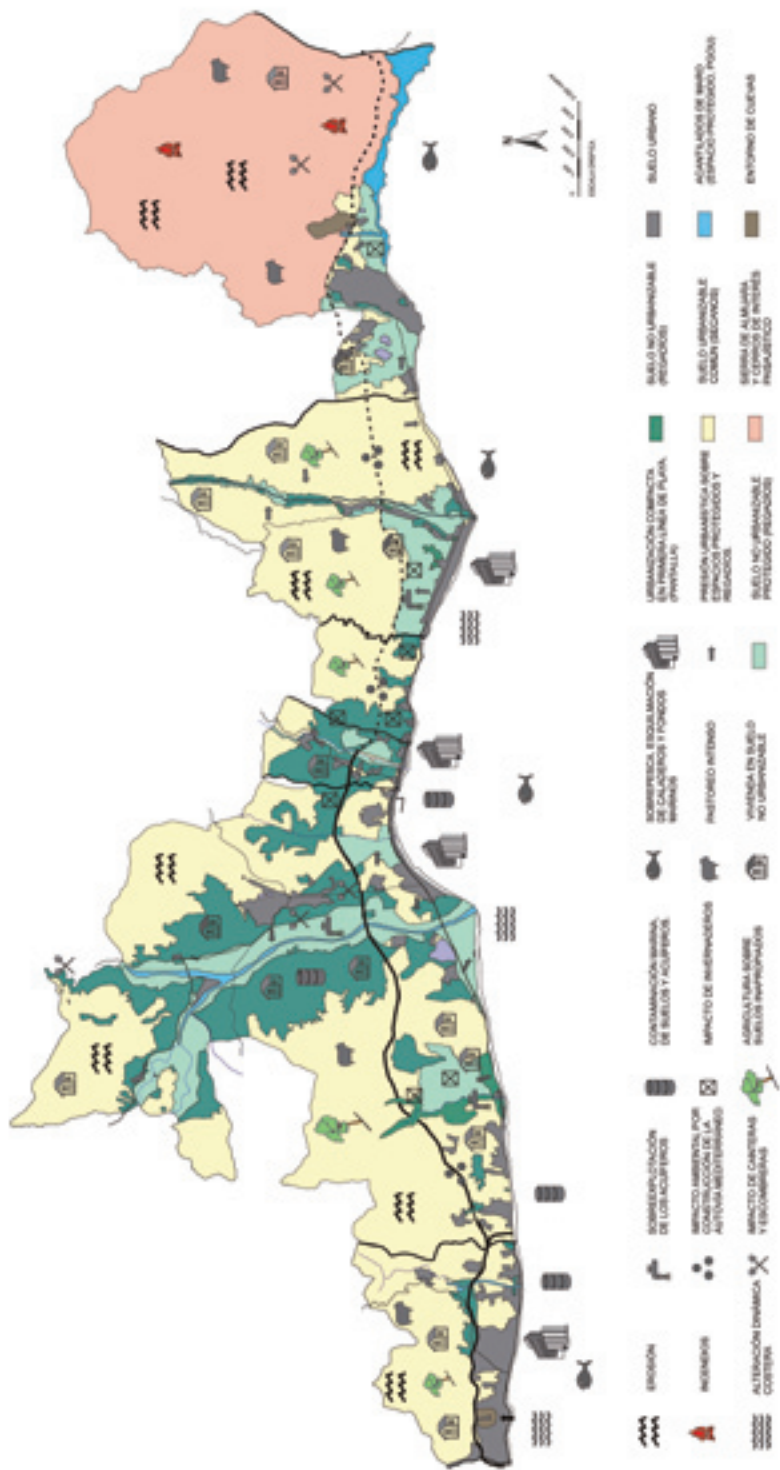 N
ESCALA GRÁFICA
EROSIÓN
INCENDIOS
ALTERACIÓN DINÁMICA
COSTERA
SOBREEXPLOTACIÓN
DE LOS ACUÍFEROS
IMPACTO AMBIENTAL POR
CONSTRUCCIÓN DE LA
AUTOVÍA MEDITERRÁNEO
IMPACTO DE CANTERAS
Y ESCOMBRERAS
CONTAMINACIÓN MARINA,
DE SUELOS Y ACUÍFEROS
IMPACTO DE INVERNADEROS
AGRICULTURA SOBRE
SUELOS INAPROPIADOS
SOBREPESCA, ESQUILMACIÓN
DE CALADEROS Y FONDOS
MARINOS
PASTOREO INTENSO
VIVIENDA EN SUELO
NO URBANIZABLE
URBANIZACIÓN COMPACTA
EN PRIMERA LÍNEA DE PLAYA.
(PANTALLA)
PRESIÓN URBANÍSTICA SOBRE
ESPACIOS PROTEGIDOS Y
REGADÍOS.
SUELO NO URBANIZABLE
PROTEGIDO (REGADÍOS)
SUELO NO URBANIZABLE
(REGADÍOS)
SUELO URBANIZABLE
COMÚN (SECANOS)
SIERRA DE ALMIJARA
Y CERROS DE INTERÉS
PAISAJÍSTICO
SUELO URBANO
ACANTILADOS DE MARO
(ESPACIO PROTEGIDO. PGOU)
ENTORNO DE CUEVAS